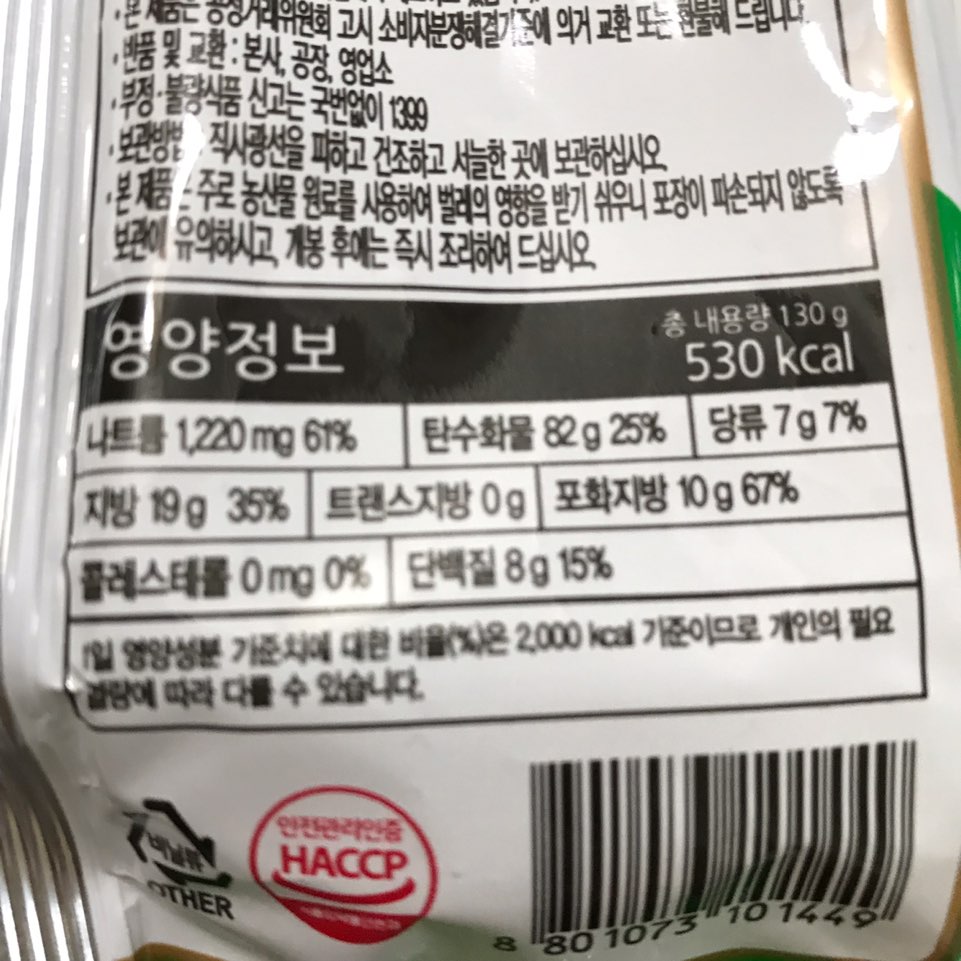 ·본 제품은 공정거래위원회 고시 소비자분쟁해결기준에 의거 교환 또는 환불해 드립니다.
·반품 및 교환 : 본사, 공장, 영업소
·부정·불량식품 신고는 국번없이 1399
·보관방법 : 직사광선을 피하고 건조하고 서늘한 곳에 보관하십시오
·본 제품은 주로 농산물 원료를 사용하여 벌레의 영향을 받기 쉬우니 포장이 파손되지 않도록
보관에 유의하시고, 개봉 후에는 즉시 조리하여 드십시오
영양정보 총 내용량 130 g
530 kcal
나트륨 1,220 mg 61% 탄수화물 82 g 25% 당류 7 g 7%
지방 19 g 35% 트랜스지방 0 g 포화지방 10 g 67%
콜레스테롤 0 mg 0% 단백질 8 g 15%
1일 영양성분 기준치에 대한 비율(%)은 2,000 kcal 기준이므로 개인의 필요
열량에 따라 다를 수 있습니다.
비닐류
OTHER
안전관리인증
HACCP
8 801073 101449